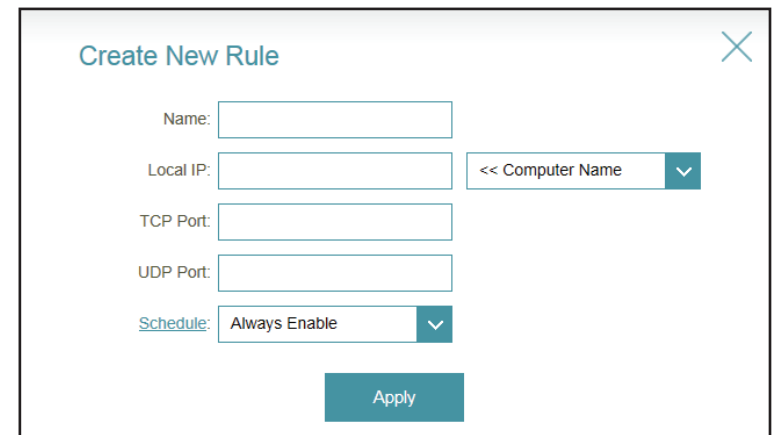 Create New Rule
Name:
Local IP: << Computer Name
TCP Port:
UDP Port:
Schedule: Always Enable
Apply